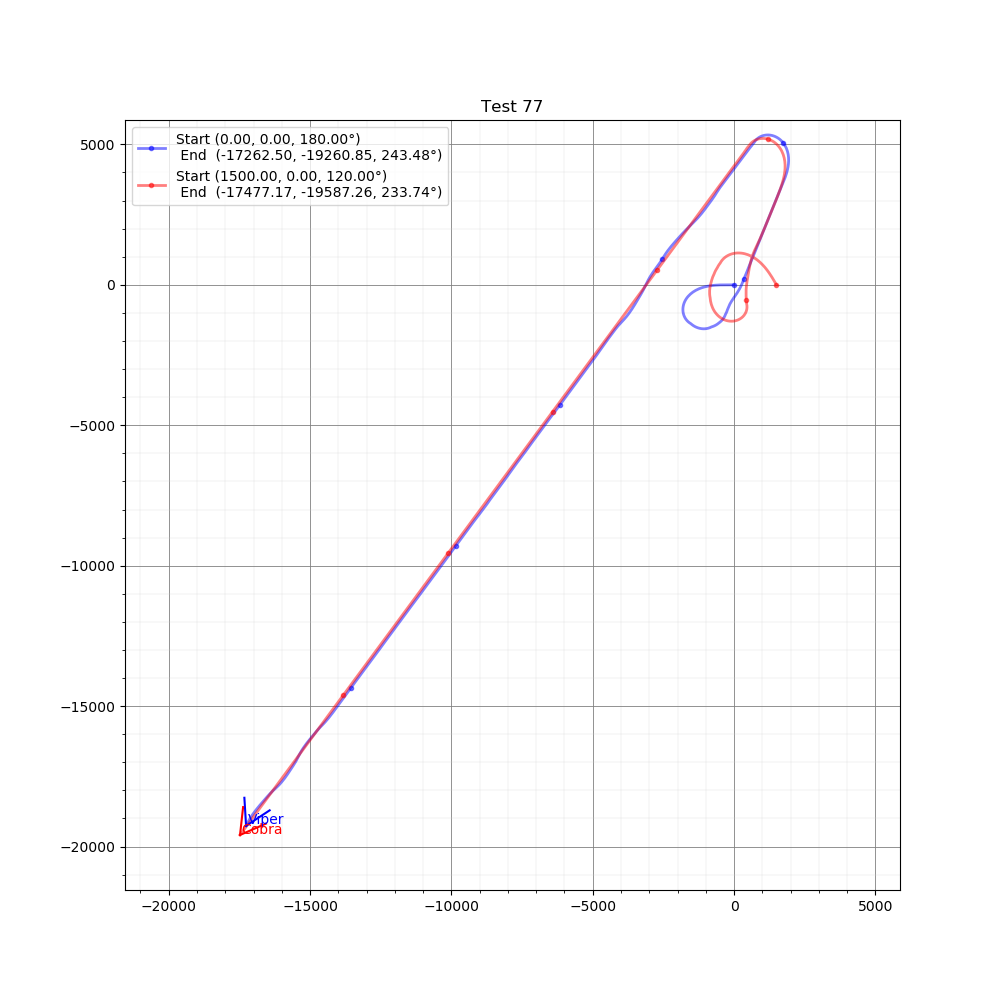 Test 77
Start (0.00, 0.00, 180.00°)
End (-17262.50, -19260.85, 243.48°)
Start (1500.00, 0.00, 120.00°)
End (-17477.17, -19587.26, 233.74°)
5000
0
−5000
−10000
−15000
−20000
Viper
Cobra
−20000 −15000 −10000 −5000 0 5000